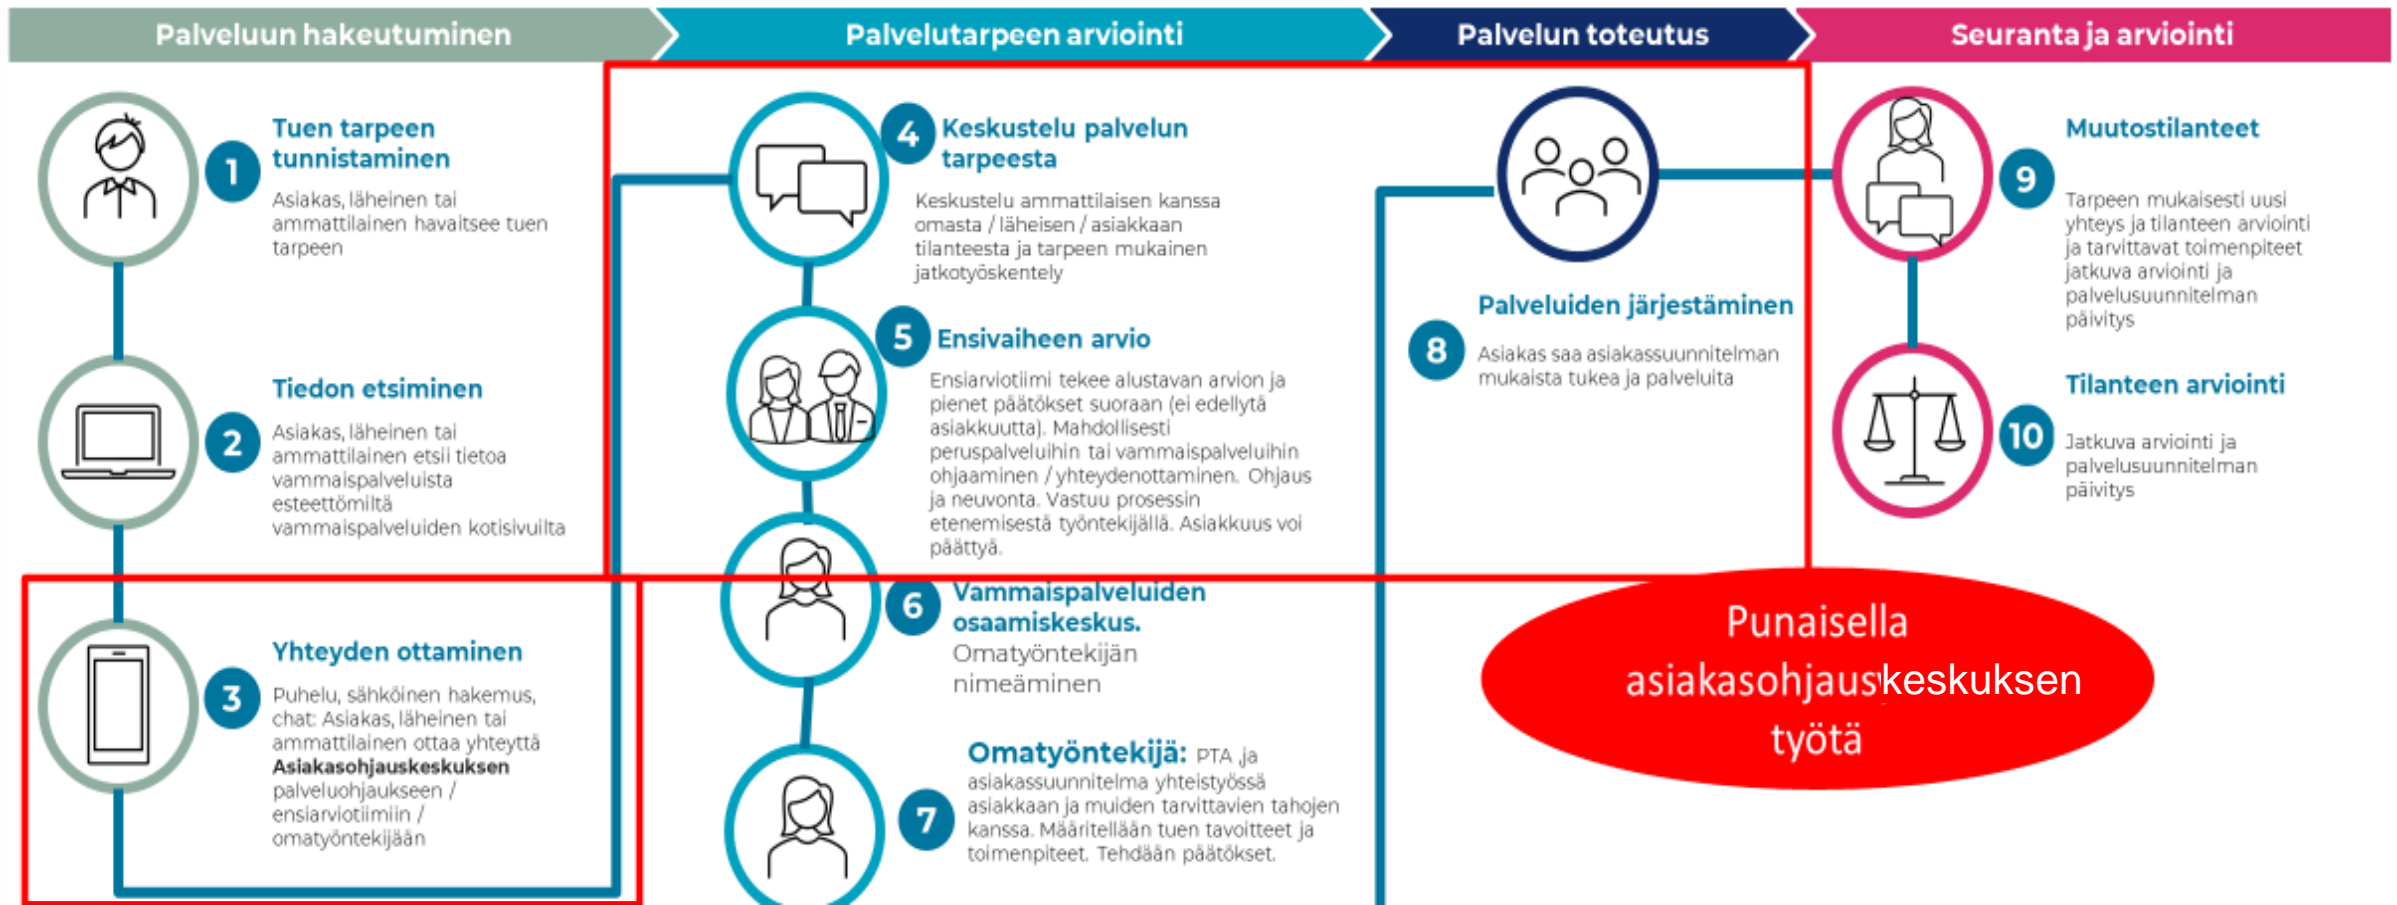 Palveluun hakeutuminen
Palvelutarpeen arviointi
Palvelun toteutus
Seuranta ja arviointi
1
Tuen tarpeen
tunnistaminen
Asiakas, läheinen tai
ammattilainen havaitsee tuen
tarpeen
2
Tiedon etsiminen
Asiakas, läheinen tai
ammattilainen etsii tietoa
vammaispalveluista
esteettömiltä
vammaispalveluiden kotisivuilta
3
Yhteyden ottaminen
Puhelu, sähköinen hakemus,
chat: Asiakas, läheinen tai
ammattilainen ottaa yhteyttä
Asiakasohjauskeskuksen
palveluohjaukseen /
ensiarviotiimiin /
omatyöntekijään
4
Keskustelu palvelun
tarpeesta
Keskustelu ammattilaisen kanssa
omasta / läheisen / asiakkaan
tilanteesta ja tarpeen mukainen
jatkotyöskentely
5
Ensivaiheen arvio
Ensiarviotiimi tekee alustavan arvion ja
pienet päätökset suoraan (ei edellytä
asiakkuutta). Mahdollisesti
peruspalveluihin tai vammaispalveluihin
ohjaaminen / yhteydenottaminen. Ohjaus
ja neuvonta. Vastuu prosessin
etenemisestä työntekijällä. Asiakkuus voi
päättyä.
6
Vammaispalveluiden
osaamiskeskus.
Omatyöntekijän
nimeäminen
7
Omatyöntekijä: PTA ,ja
asiakassuunnitelma yhteistyössä
asiakkaan ja muiden tarvittavien tahojen
kanssa. Määritellään tuen tavoitteet ja
toimenpiteet. Tehdään päätökset.
8
Palveluiden järjestäminen
Asiakas saa asiakassuunnitelman
mukaista tukea ja palveluita
9
Muutostilanteet
Tarpeen mukaisesti uusi
yhteys ja tilanteen arviointi
ja tarvittavat toimenpiteet
jatkuva arviointi ja
palvelusuunnitelman
päivitys
10
Tilanteen arviointi
Jatkuva arviointi ja
palvelusuunnitelman
päivitys
Punaisella
asiakasohjauskeskuksen
työtä